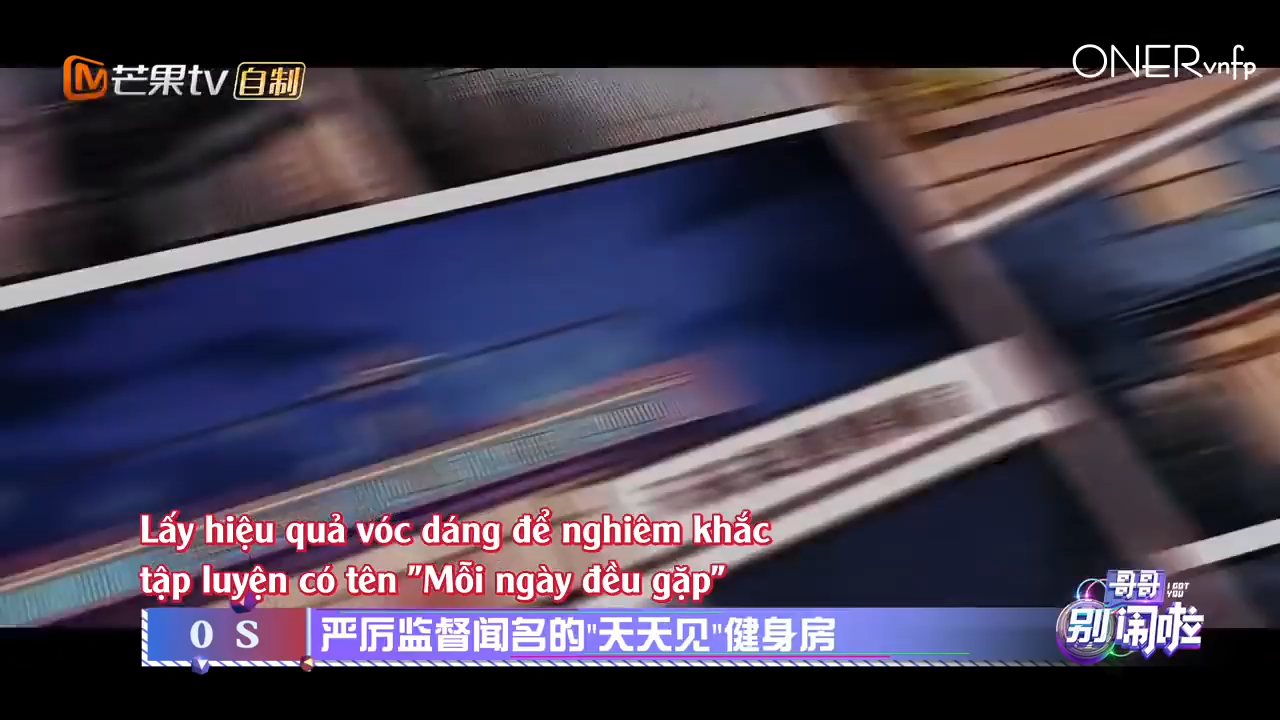 芒果tv 自制
ONERvnfp
Lấy hiệu quả vóc dáng để nghiêm khắc
tập luyện có tên "Mỗi ngày đều gặp"
OS 严厉监督闻名的"天天见"健身房
哥哥 I GOT YOU
别闹啦